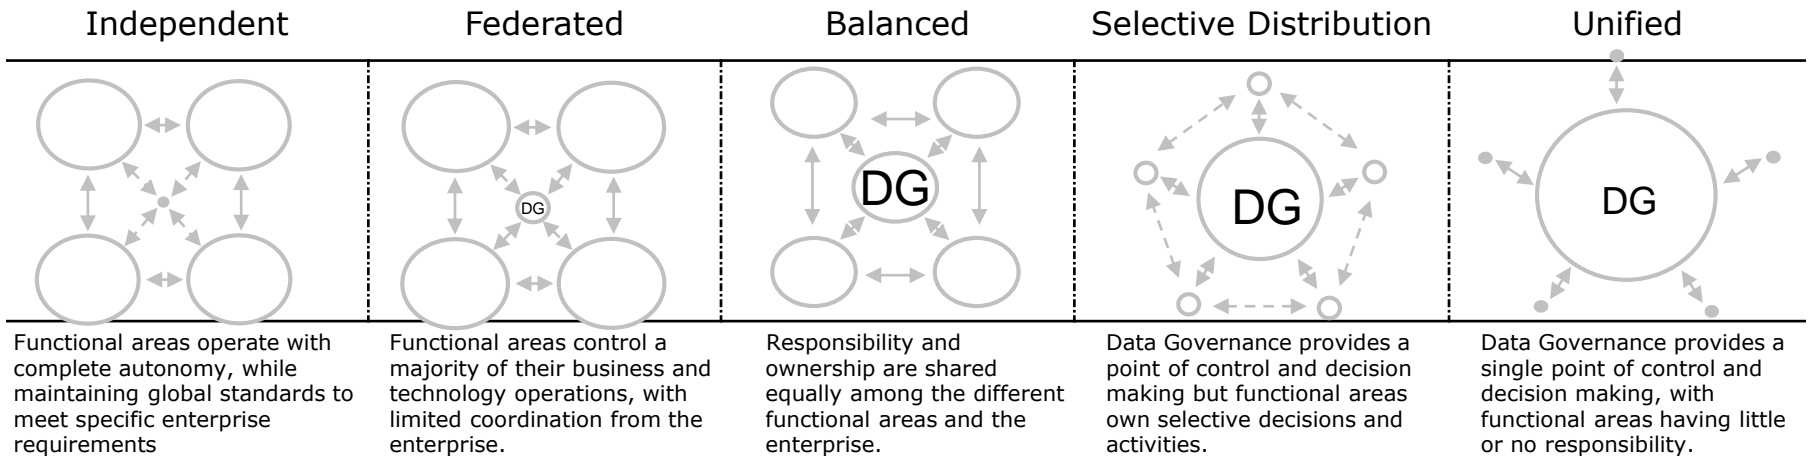 Independent
Federated
Balanced
Selective Distribution
Unified
DG
DG
DG
DG
Functional areas operate with
complete autonomy, while
maintaining global standards to
meet specific enterprise
requirements
Functional areas control a
majority of their business and
technology operations, with
limited coordination from the
enterprise.
Responsibility and
ownership are shared
equally among the different
functional areas and the
enterprise.
Data Governance provides a
point of control and decision
making but functional areas
own selective decisions and
activities.
Data Governance provides a
single point of control and
decision making, with
functional areas having little
or no responsibility.